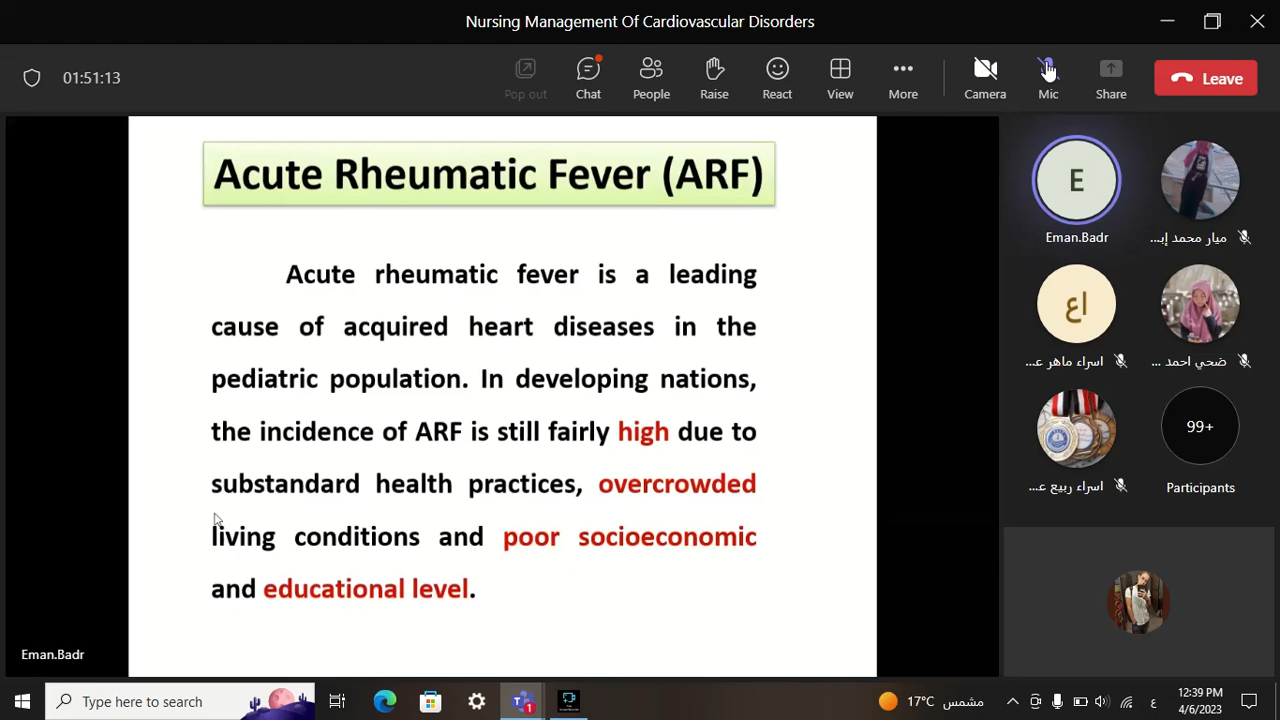 Nursing Management Of Cardiovascular Disorders
01:51:13
Pop out
Chat
People
Raise
React
View
More
Camera
Mic
Share
Leave
Acute Rheumatic Fever (ARF)
Acute rheumatic fever is a leading
cause of acquired heart diseases in the
pediatric population. In developing nations,
the incidence of ARF is still fairly high due to
substandard health practices, overcrowded
living conditions and poor socioeconomic
and educational level.
Eman.Badr
E
Eman.Badr
ميار محمد إبـ...
اع
اسراء ماهر عـ...
ضحي احمد ...
اسراء ربيع عـ...
99+
Participants
Type here to search
1
17°C مشمس
ع
12:39 PM
4/6/2023